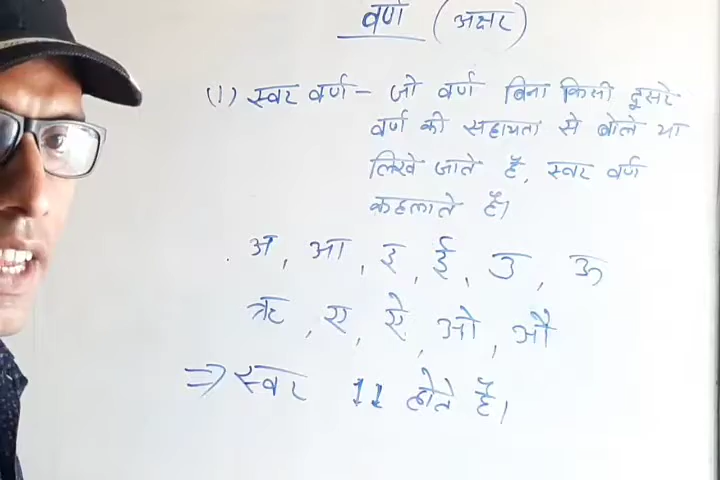 वर्ण (अक्षर)
(1) स्वर वर्ण – जो वर्ण बिना किसी दूसरे
वर्ण की सहायता से बोले या
लिखे जाते हैं, स्वर वर्ण
कहलाते हैं।
अ, आ, इ, ई, उ, ऊ
ऋ, ए, ऐ, ओ, औ
⇒ स्वर 11 होते हैं।